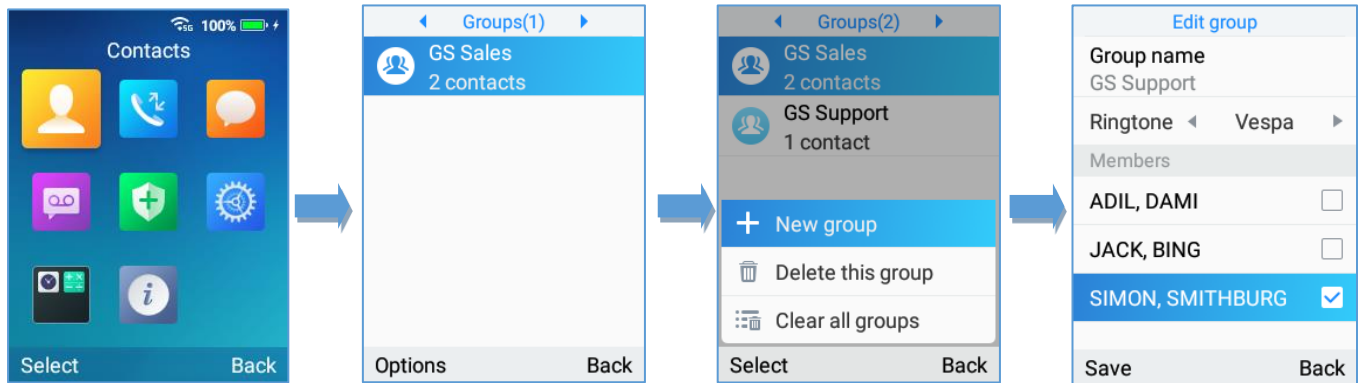 5G 100%
Contacts
Select Back
Groups(1)
GS Sales
2 contacts
Options Back
Groups(2)
GS Sales
2 contacts
GS Support
1 contact
New group
Delete this group
Clear all groups
Select Back
Edit group
Group name
GS Support
Ringtone Vespa
Members
ADIL, DAMI
JACK, BING
SIMON, SMITHBURG
Save Back